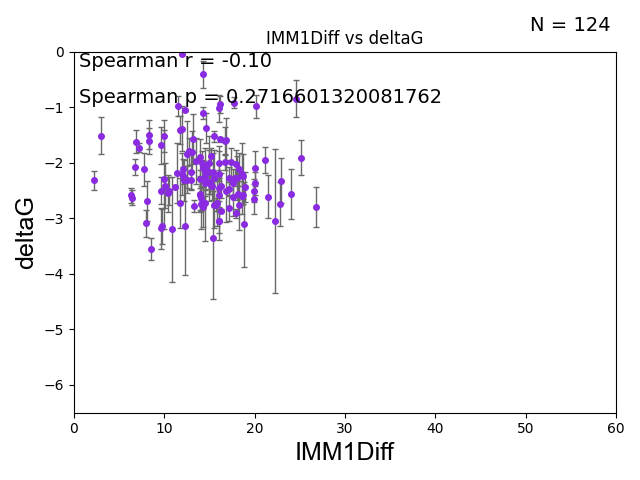 N = 124
IMM1Diff vs deltaG
Spearman r = -0.10
Spearman p = 0.2716601320081762
0
−1
−2
−3
−4
−5
−6
deltaG
0 10 20 30 40 50 60
IMM1Diff